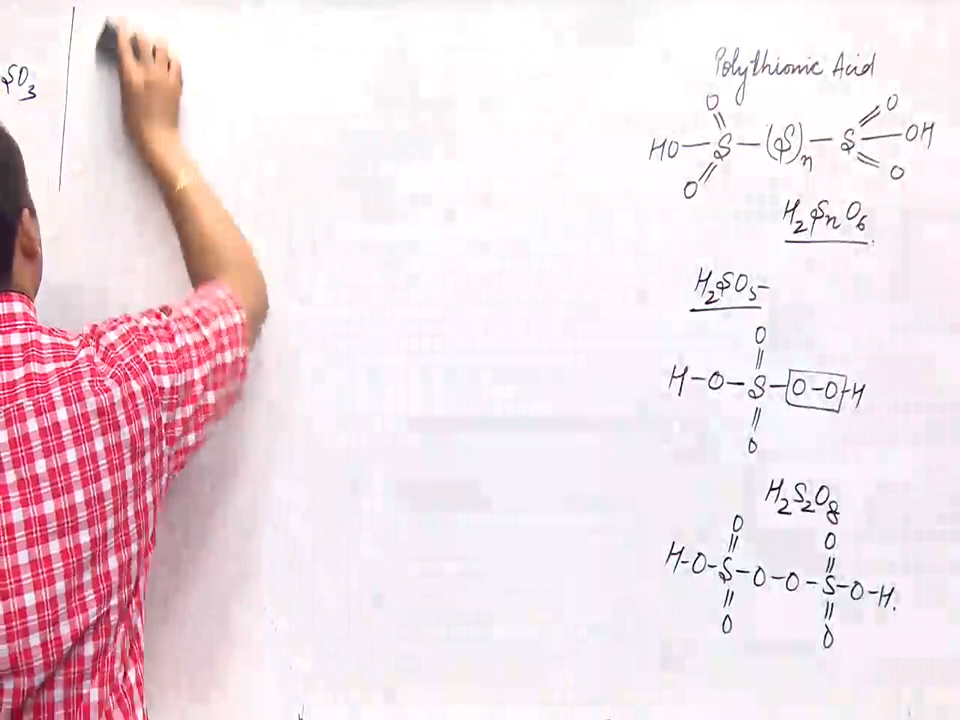 SO3
Polythionic Acid
O O
HO-S-(S)n-S-OH
O O
H2SnO6
H2SO5
O
||
H-O-S-O-O-H
||
O
H2S2O8
O O
|| ||
H-O-S-O-O-S-O-H.
|| ||
O O